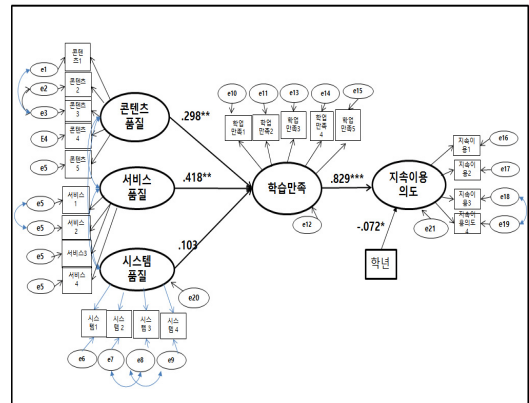 e1
콘텐
츠1
e2
콘텐츠
2
e3
콘텐츠
3
E4
콘텐츠
4
e5
콘텐츠
5
콘텐츠
품질
.298**
e5
서비스
1
e5
서비스
2
e5
서비스3
e5
서비스
4
서비스
품질
.418**
시스템
품질
.103
e20
시스
템1
시스
템 2
시스
템 3
시스
템 4
e6
e7
e8
e9
e10
e11
e13
e14
e15
학업
만족1
학업
만족2
학업
만족3
학업
만족
4
학업
만족5
학습만족
e12
.829***
지속이용
의도
-.072*
학년
e21
지속이
용1
e16
지속이
용2
e17
지속이
용3
e18
지속이
용의도
4
e19